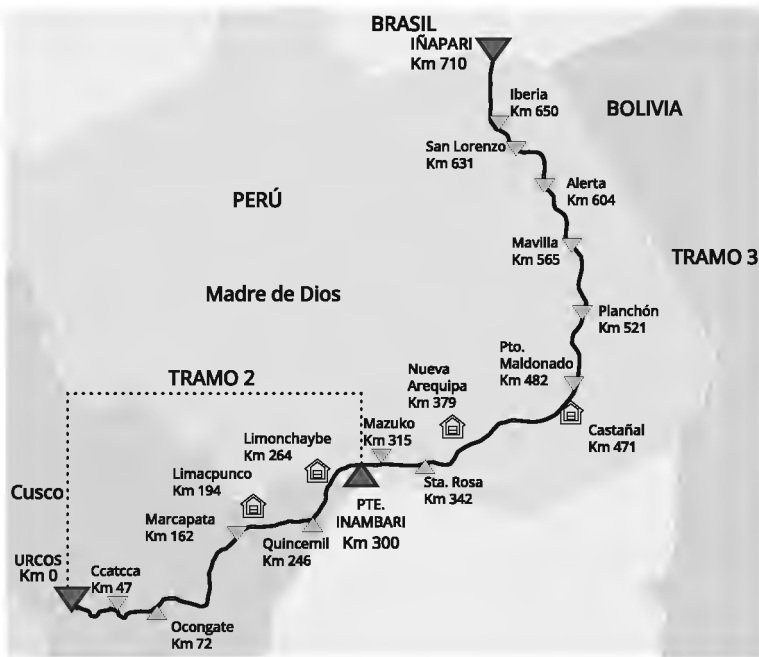 BRASIL
IÑAPARI
Km 710
Iberia
Km 650
BOLIVIA
San Lorenzo
Km 631
Alerta
Km 604
PERÚ
Mavilla
Km 565
TRAMO 3
Madre de Dios
Planchón
Km 521
Pto.
Maldonado
Km 482
TRAMO 2
Nueva
Arequipa
Km 379
Castañal
Km 471
Mazuko
Km 315
Limonchaybe
Km 264
Sta. Rosa
Km 342
Limacpunco
Km 194
Cusco
PTE.
INAMBARI
Km 300
Marcapata
Km 162
Quincemil
Km 246
URCOS
Km 0
Ccatcca
Km 47
Ocongate
Km 72